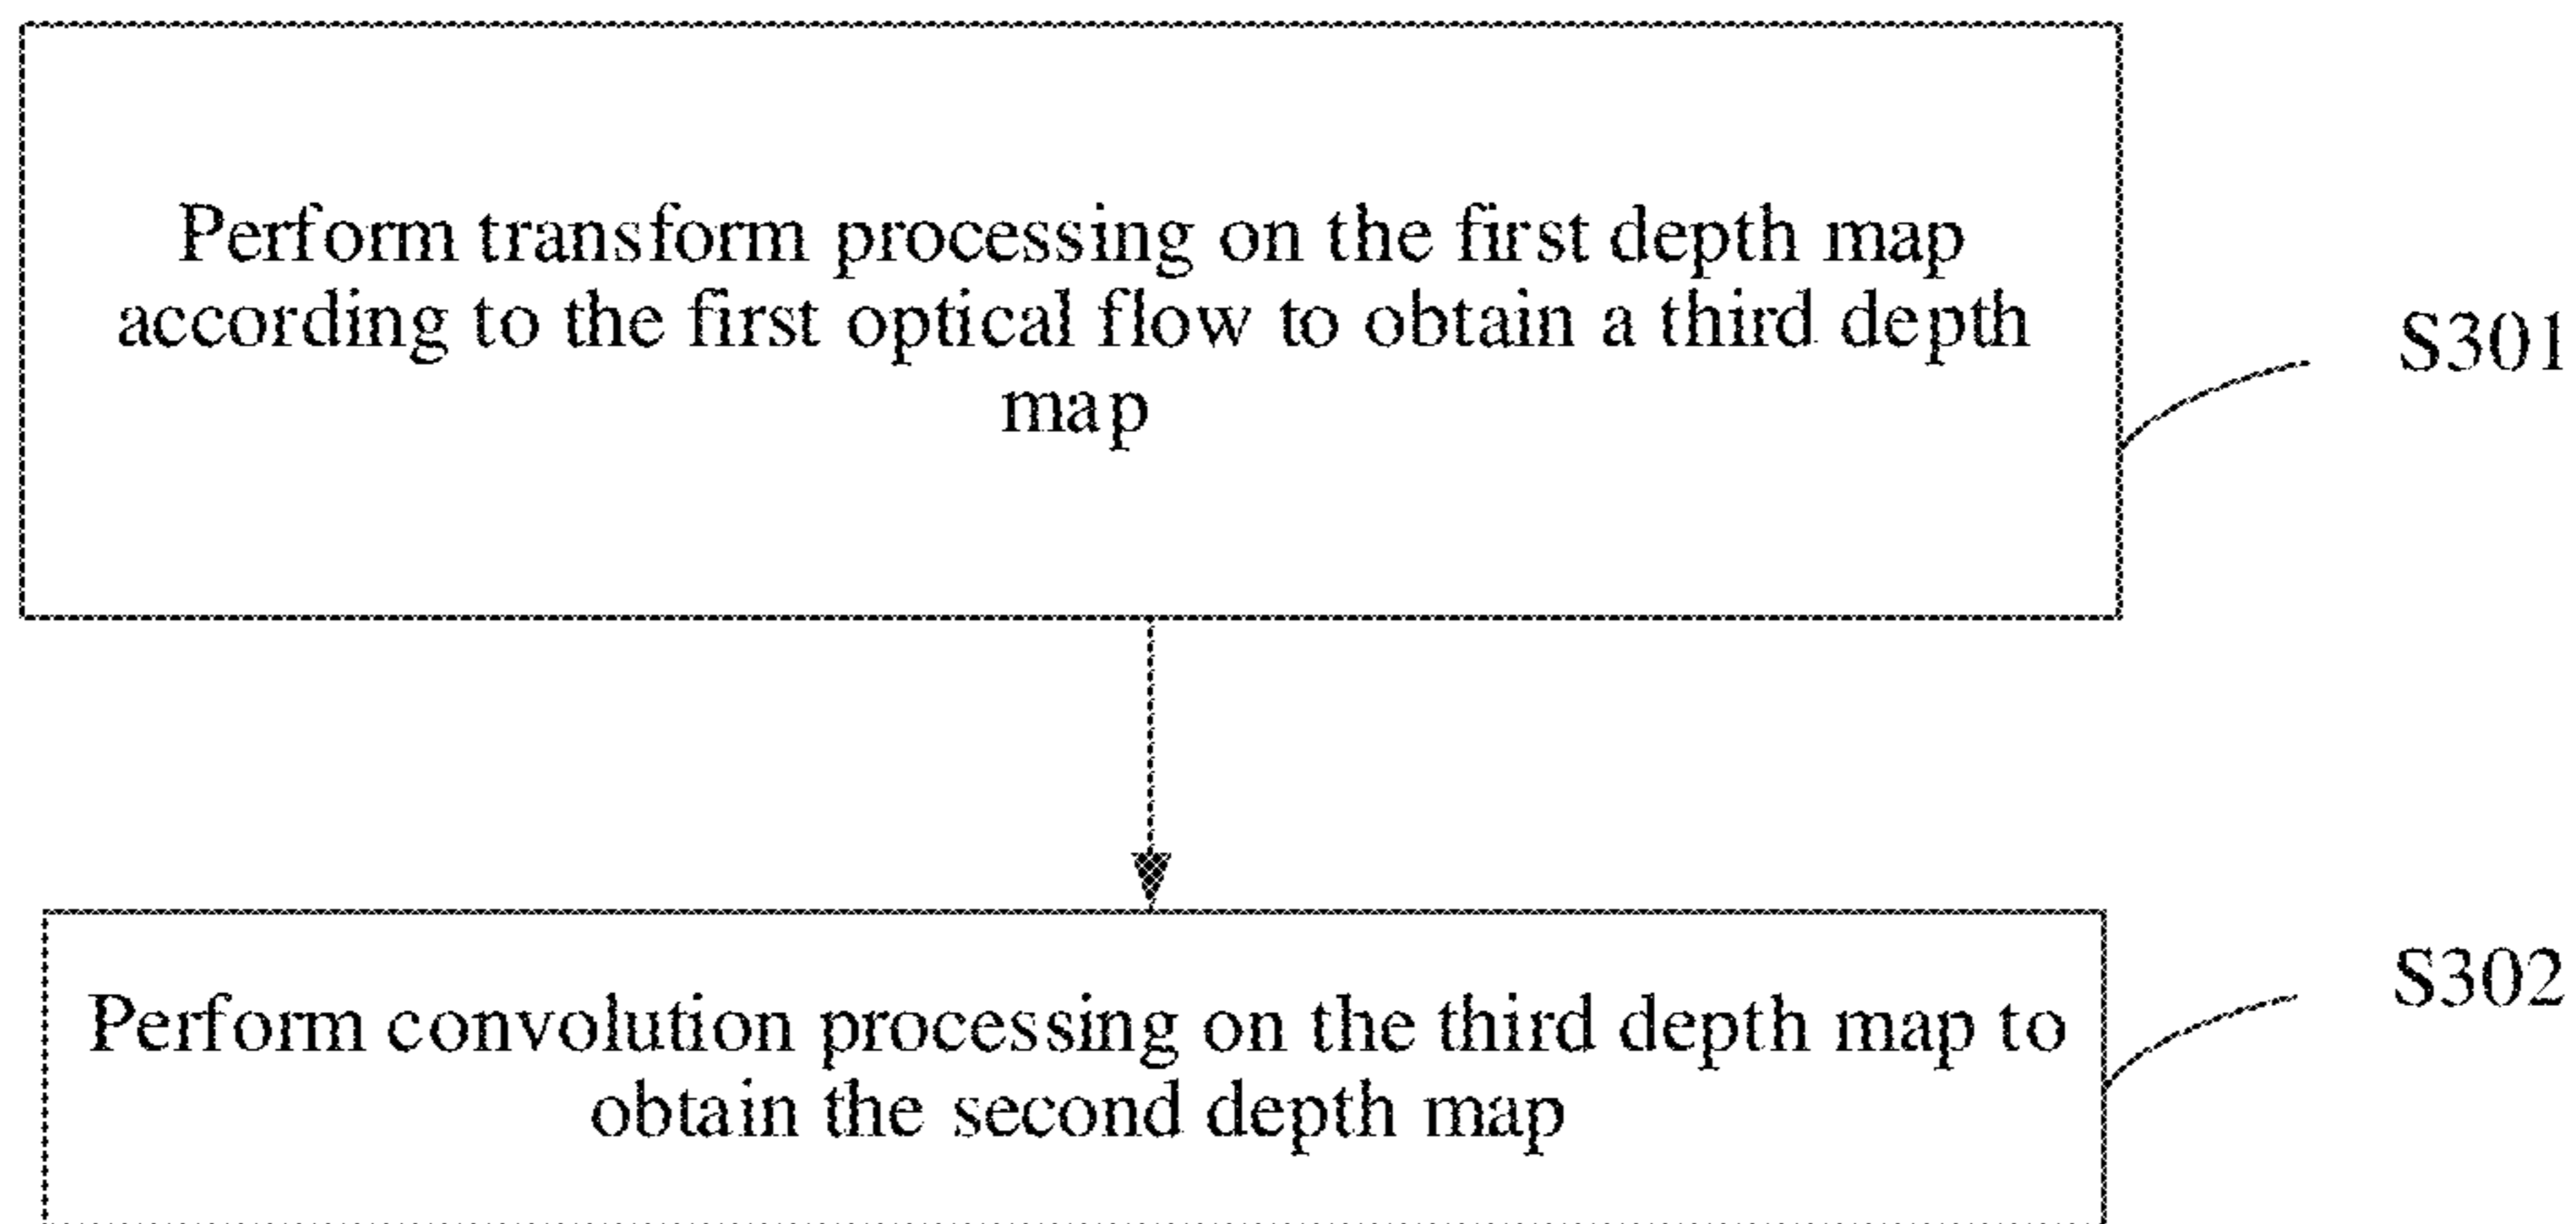 Perform transform processing on the first depth map
according to the first optical flow to obtain a third depth
map
S301
Perform convolution processing on the third depth map to
obtain the second depth map
S302